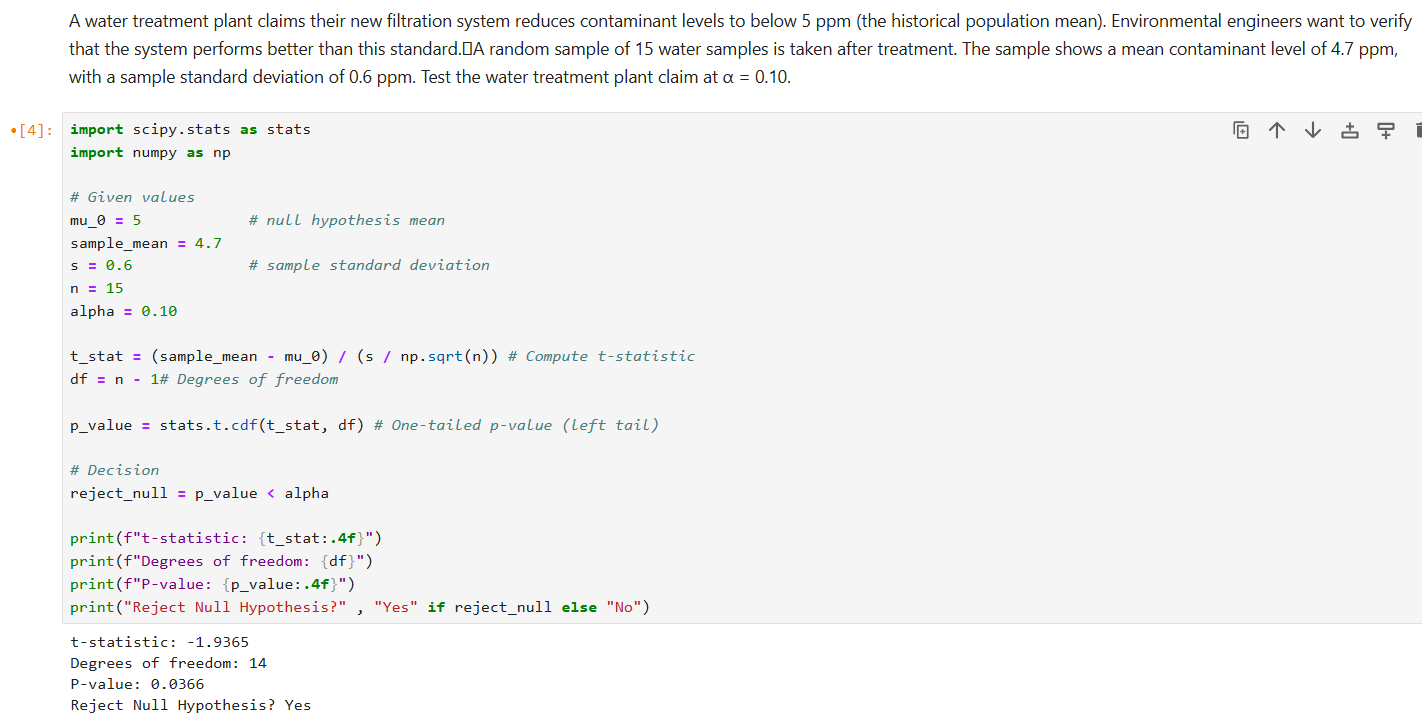 A water treatment plant claims their new filtration system reduces contaminant levels to below 5 ppm (the historical population mean). Environmental engineers want to verify
that the system performs better than this standard.▯A random sample of 15 water samples is taken after treatment. The sample shows a mean contaminant level of 4.7 ppm,
with a sample standard deviation of 0.6 ppm. Test the water treatment plant claim at α = 0.10.
•[4]:
import scipy.stats as stats
import numpy as np
# Given values
mu_0 = 5 # null hypothesis mean
sample_mean = 4.7
s = 0.6 # sample standard deviation
n = 15
alpha = 0.10
t_stat = (sample_mean - mu_0) / (s / np.sqrt(n)) # Compute t-statistic
df = n - 1# Degrees of freedom
p_value = stats.t.cdf(t_stat, df) # One-tailed p-value (left tail)
# Decision
reject_null = p_value < alpha
print(f"t-statistic: {t_stat:.4f}")
print(f"Degrees of freedom: {df}")
print(f"P-value: {p_value:.4f}")
print("Reject Null Hypothesis?" , "Yes" if reject_null else "No")
t-statistic: -1.9365
Degrees of freedom: 14
P-value: 0.0366
Reject Null Hypothesis? Yes